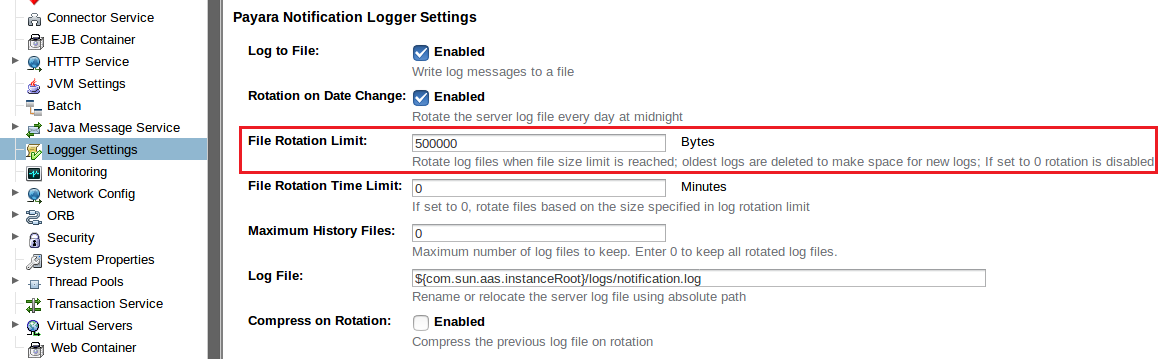 Connector Service
EJB Container
HTTP Service
JVM Settings
Batch
Java Message Service
Logger Settings
Monitoring
Network Config
ORB
Security
System Properties
Thread Pools
Transaction Service
Virtual Servers
Web Container
Payara Notification Logger Settings
Log to File: Enabled
Write log messages to a file
Rotation on Date Change: Enabled
Rotate the server log file every day at midnight
File Rotation Limit: 500000 Bytes
Rotate log files when file size limit is reached; oldest logs are deleted to make space for new logs; If set to 0 rotation is disabled
File Rotation Time Limit: 0 Minutes
If set to 0, rotate files based on the size specified in log rotation limit
Maximum History Files: 0
Maximum number of log files to keep. Enter 0 to keep all rotated log files.
Log File: ${com.sun.aas.instanceRoot}/logs/notification.log
Rename or relocate the server log file using absolute path
Compress on Rotation: Enabled
Compress the previous log file on rotation